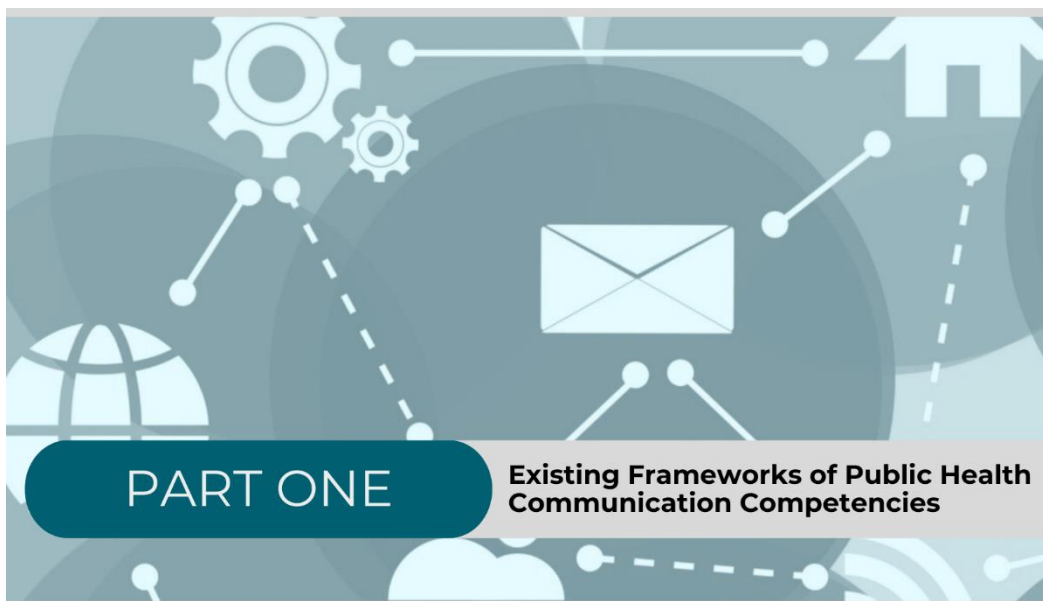 PART ONE
Existing Frameworks of Public Health
Communication Competencies